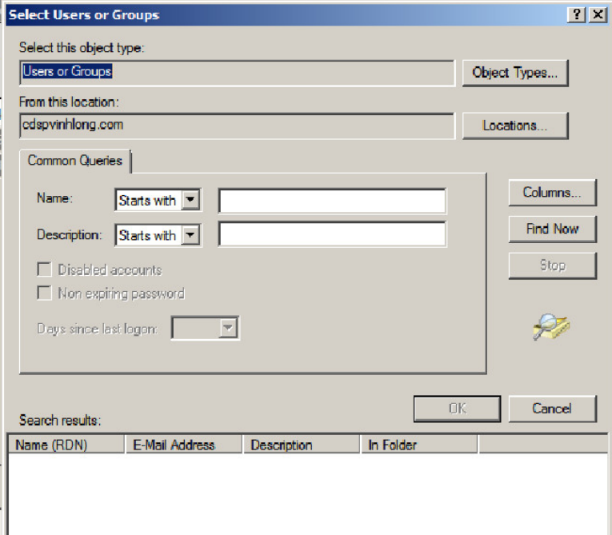 Select Users or Groups
Select this object type:
Users or Groups
Object Types...
From this location:
cdspvinhlong.com
Locations...
Common Queries
Name: Starts with
Columns...
Description: Starts with
Find Now
Disabled accounts
Stop
Non expiring password
Days since last logon:
OK
Cancel
Search results:
Name (RDN) E-Mail Address Description In Folder